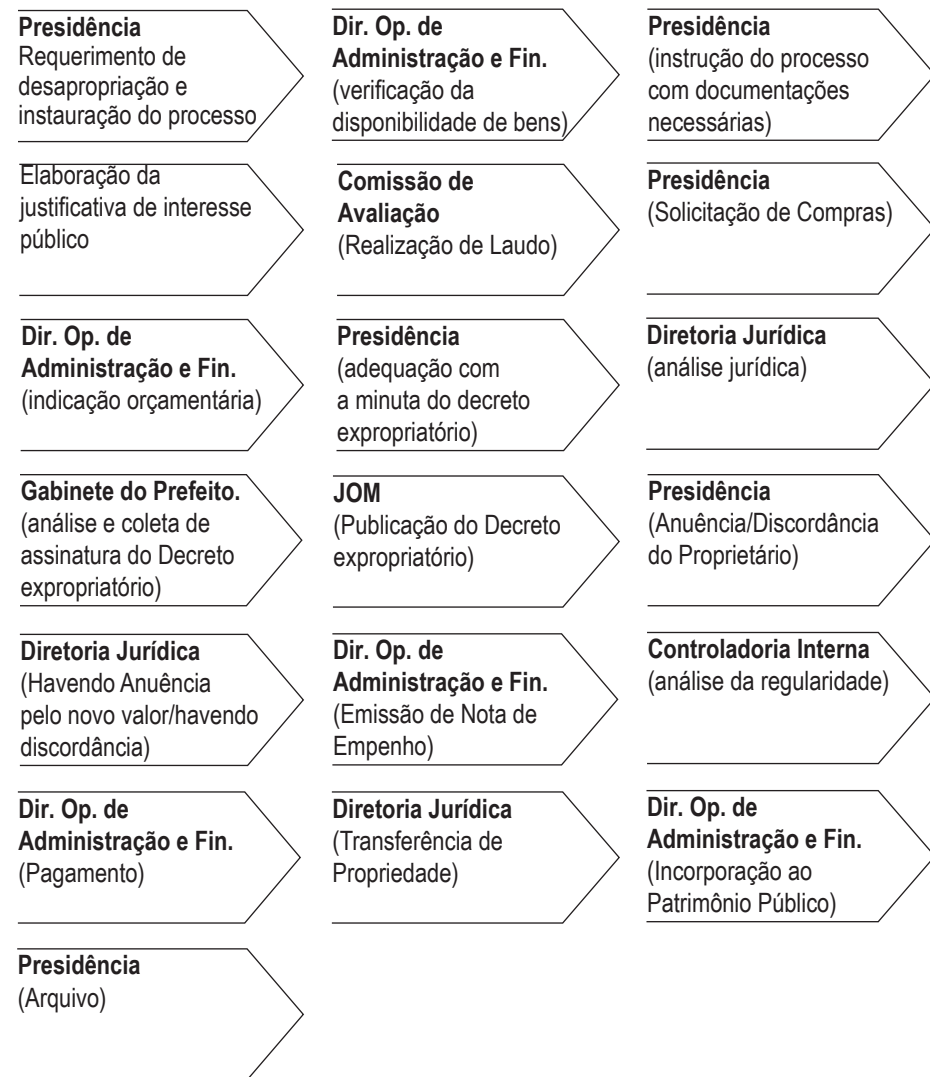 Presidência
Requerimento de
desapropriação e
instauração do processo
Dir. Op. de
Administração e Fin.
(verificação da
disponibilidade de bens)
Presidência
(instrução do processo
com documentações
necessárias)
Elaboração da
justificativa de interesse
público
Comissão de
Avaliação
(Realização de Laudo)
Presidência
(Solicitação de Compras)
Dir. Op. de
Administração e Fin.
(indicação orçamentária)
Presidência
(adequação com
a minuta do decreto
expropriatório)
Diretoria Jurídica
(análise jurídica)
Gabinete do Prefeito.
(análise e coleta de
assinatura do Decreto
expropriatório)
JOM
(Publicação do Decreto
expropriatório)
Presidência
(Anuência/Discordância
do Proprietário)
Diretoria Jurídica
(Havendo Anuência
pelo novo valor/havendo
discordância)
Dir. Op. de
Administração e Fin.
(Emissão de Nota de
Empenho)
Controladoria Interna
(análise da regularidade)
Dir. Op. de
Administração e Fin.
(Pagamento)
Diretoria Jurídica
(Transferência de
Propriedade)
Dir. Op. de
Administração e Fin.
(Incorporação ao
Patrimônio Público)
Presidência
(Arquivo)